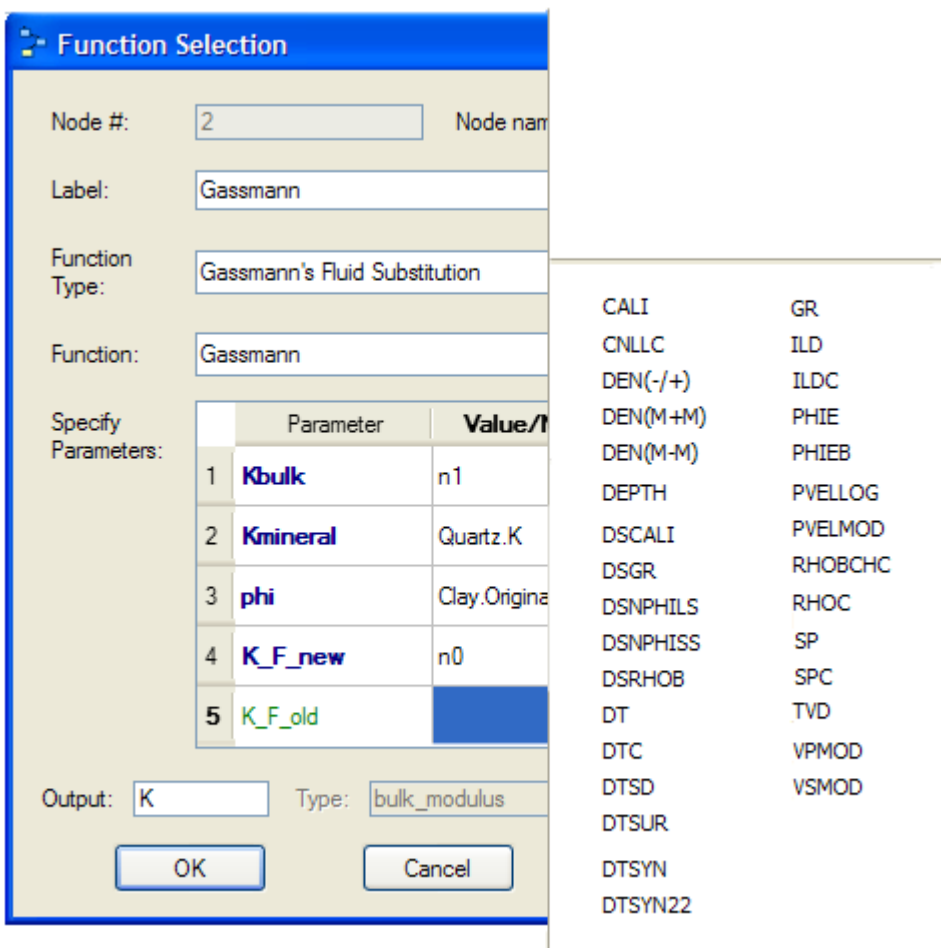 Function Selection
Node #: 2 Node nam
Label: Gassmann
Function
Type: Gassmann's Fluid Substitution
Function: Gassmann
Specify
Parameters:
Parameter Value/
1 Kbulk n1
2 Kmineral Quartz.K
3 phi Clay.Origina
4 K_F_new n0
5 K_F_old
Output: K Type: bulk_modulus
OK Cancel
CALI GR
CNLLC ILD
DEN(-/+) ILDC
DEN(M+M) PHIE
DEN(M-M) PHIEB
DEPTH PVELLOG
DSCALI PVELMOD
DSGR RHOBCHC
DSNPHILS RHOC
DSNPHISS SP
DSRHOB SPC
DT TVD
DTC VPMOD
DTSD VSMOD
DTSUR
DTSYN
DTSYN22